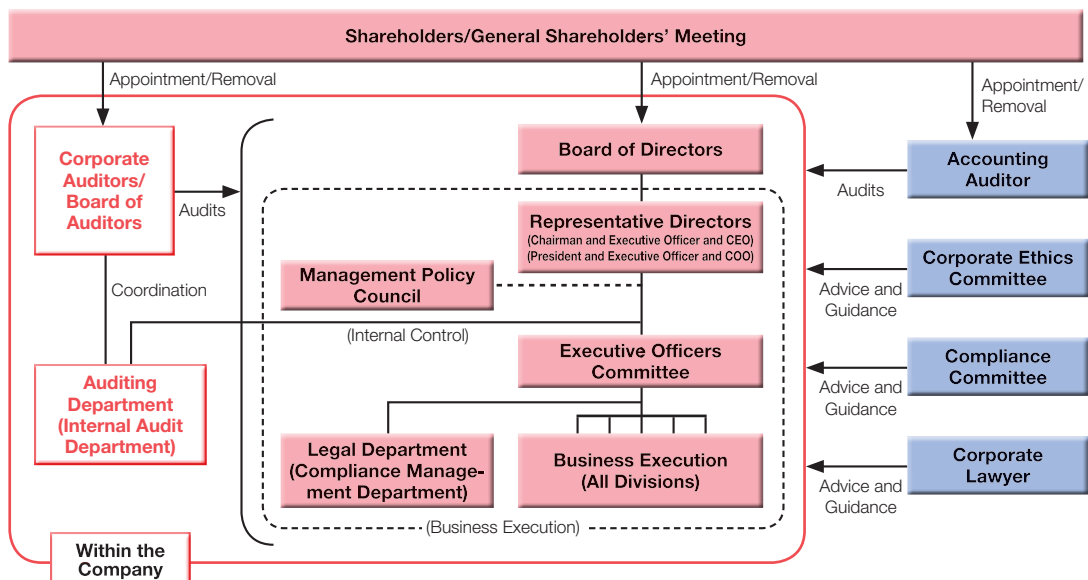 Shareholders/General Shareholders' Meeting
Appointment/Removal
Appointment/Removal
Appointment/
Removal
Corporate
Auditors/
Board of
Auditors
Audits
Board of Directors
Audits
Accounting
Auditor
Representative Directors
(Chairman and Executive Officer and CEO)
(President and Executive Officer and COO)
Management Policy
Council
Corporate Ethics
Committee
Advice and
Guidance
Coordination
(Internal Control)
Executive Officers
Committee
Compliance
Committee
Advice and
Guidance
Auditing
Department
(Internal Audit
Department)
Legal Department
(Compliance Manage-
ment Department)
Business Execution
(All Divisions)
Corporate
Lawyer
Advice and
Guidance
(Business Execution)
Within the
Company